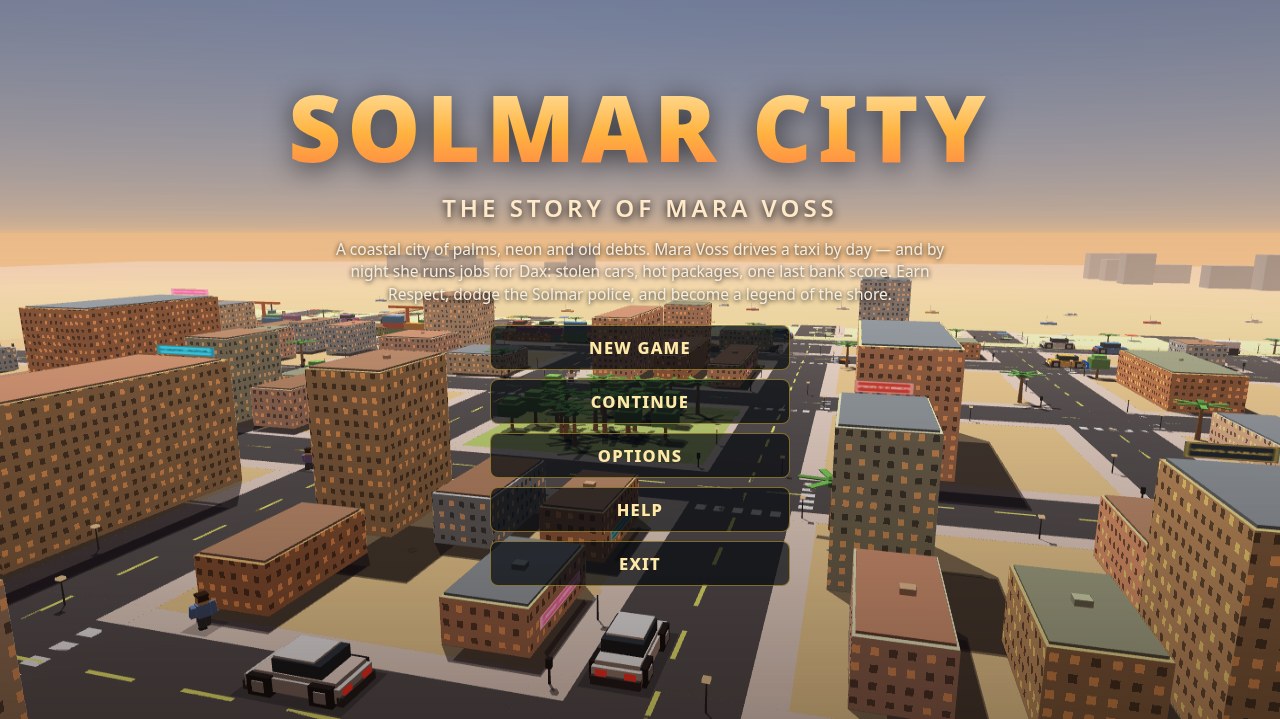 SOLMAR CITY
THE STORY OF MARA VOSS
A coastal city of palms, neon and old debts. Mara Voss drives a taxi by day — and by
night she runs jobs for Dax: stolen cars, hot packages, one last bank score. Earn
Respect, dodge the Solmar police, and become a legend of the shore.
NEW GAME
CONTINUE
OPTIONS
HELP
EXIT